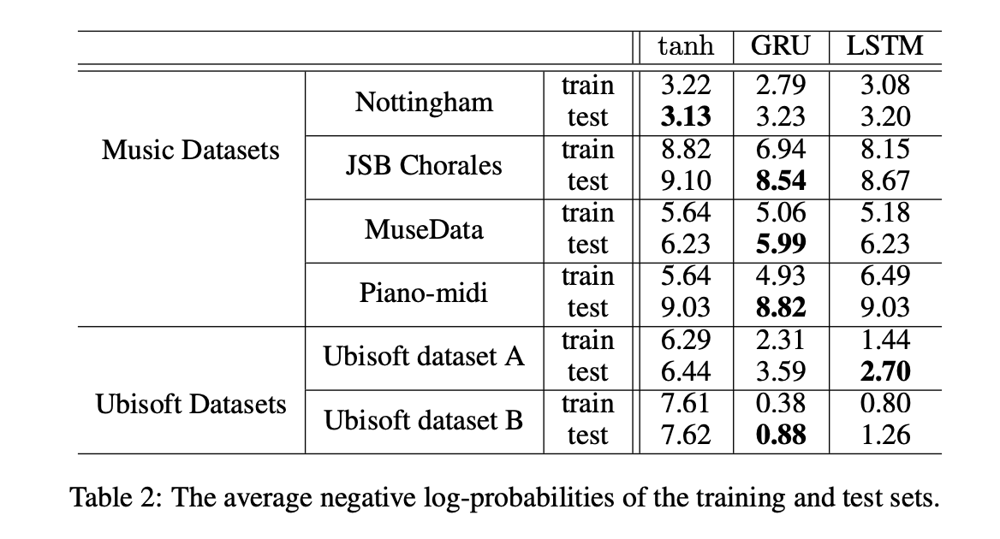 tanh GRU LSTM
Music Datasets
Nottingham
train 3.22 2.79 3.08
test 3.13 3.23 3.20
JSB Chorales
train 8.82 6.94 8.15
test 9.10 8.54 8.67
MuseData
train 5.64 5.06 5.18
test 6.23 5.99 6.23
Piano-midi
train 5.64 4.93 6.49
test 9.03 8.82 9.03
Ubisoft Datasets
Ubisoft dataset A
train 6.29 2.31 1.44
test 6.44 3.59 2.70
Ubisoft dataset B
train 7.61 0.38 0.80
test 7.62 0.88 1.26
Table 2: The average negative log-probabilities of the training and test sets.